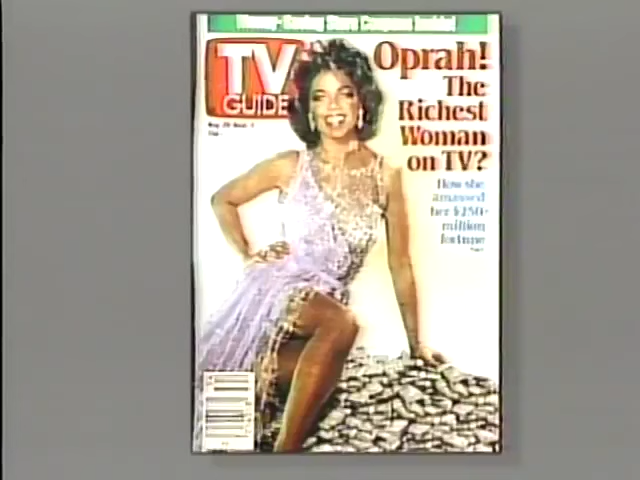 TV
GUIDE
Oprah!
The
Richest
Woman
on TV?
How she
amassed
her $250-
million
fortune